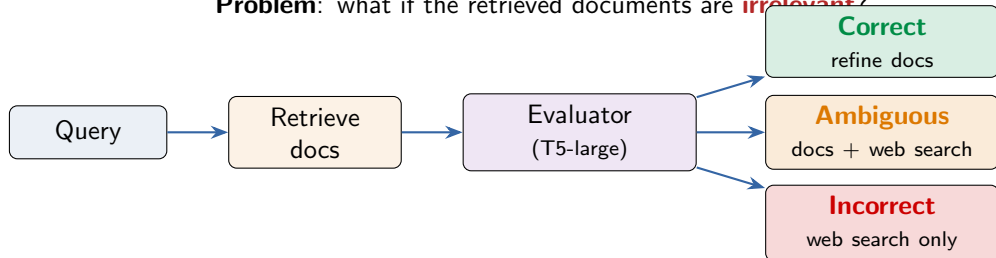 Problem: what if the retrieved documents are irrelevant?
Query
Retrieve
docs
Evaluator
(T5-large)
Correct
refine docs
Ambiguous
docs + web search
Incorrect
web search only